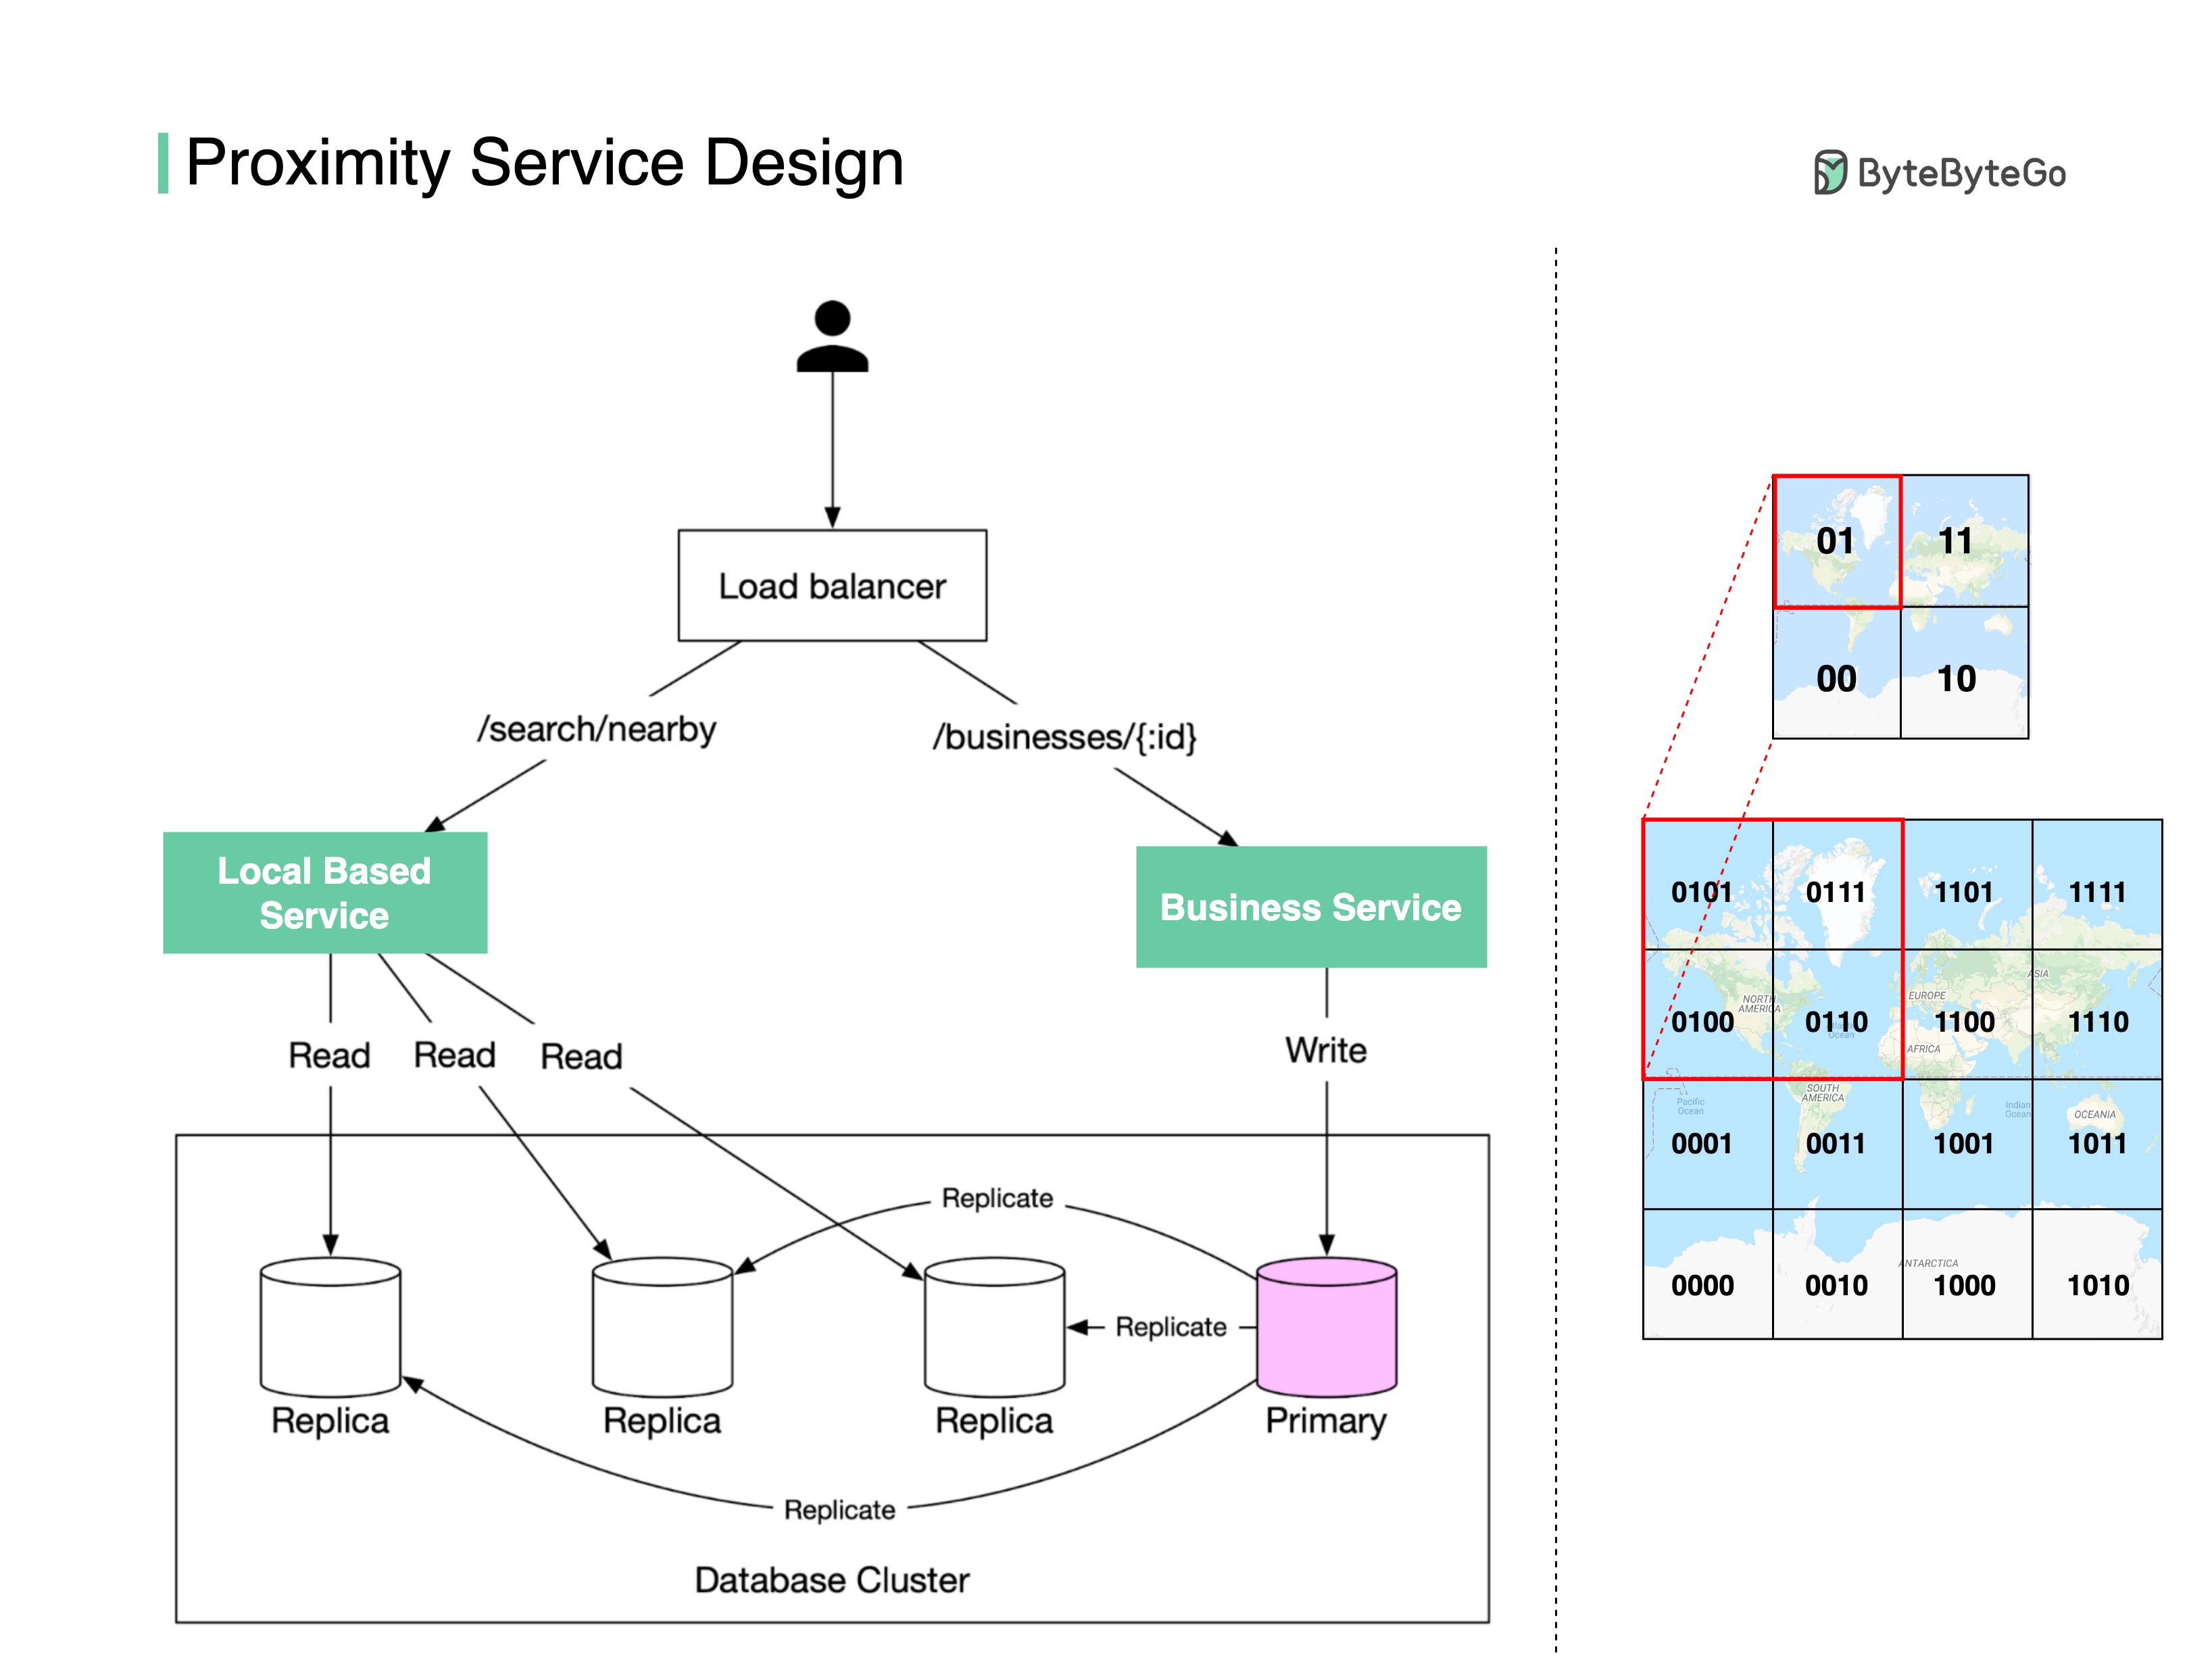 Proximity Service Design
ByteByteGo
Load balancer
/search/nearby
/businesses/{:id}
Local Based
Service
Business Service
Read
Read
Read
Write
Replicate
Replicate
Replica
Replica
Replica
Primary
Replicate
Database Cluster
01
11
00
10
0101
0111
1101
1111
ASIA
NORTH
AMERICA
EUROPE
0100
0110
1100
1110
Ocean
AFRICA
SOUTH
AMERICA
Pacific
Ocean
Indian
Ocean
OCEANIA
0001
0011
1001
1011
ANTARCTICA
0000
0010
1000
1010